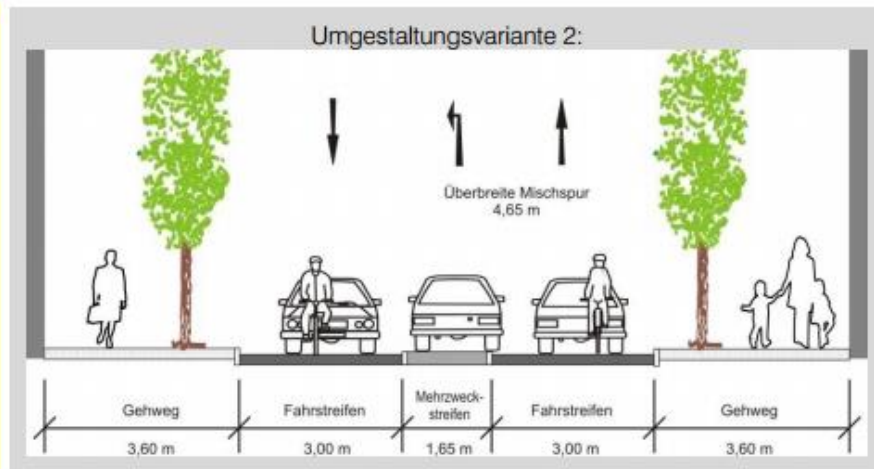 Umgestaltungsvariante 2:
Überbreite Mischspur
4,65 m
Gehweg
Fahrstreifen
Mehrzweck-
streifen
Fahrstreifen
Gehweg
3,60 m
3,00 m
1,65 m
3,00 m
3,60 m